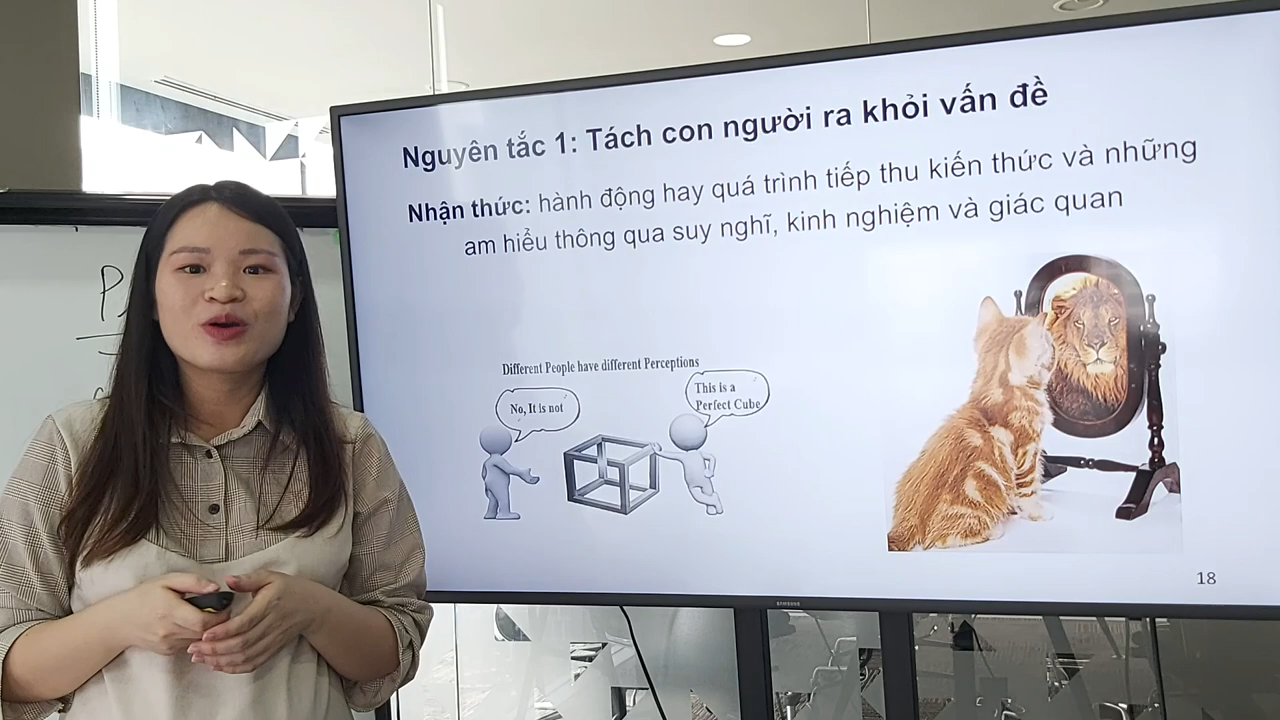 Nguyên tắc 1: Tách con người ra khỏi vấn đề
Nhận thức: hành động hay quá trình tiếp thu kiến thức và những
am hiểu thông qua suy nghĩ, kinh nghiệm và giác quan
Different People have different Perceptions
No, It is not
This is a
Perfect Cube
18
SAMSUNG